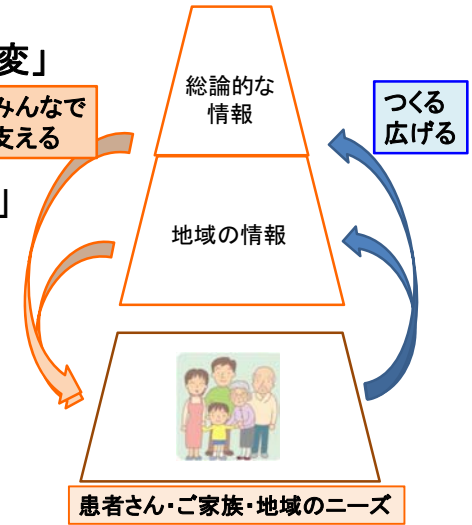 変」
総論的な
情報
みんなで
支える
つくる
広げる
」
地域の情報
患者さん・ご家族・地域のニーズ